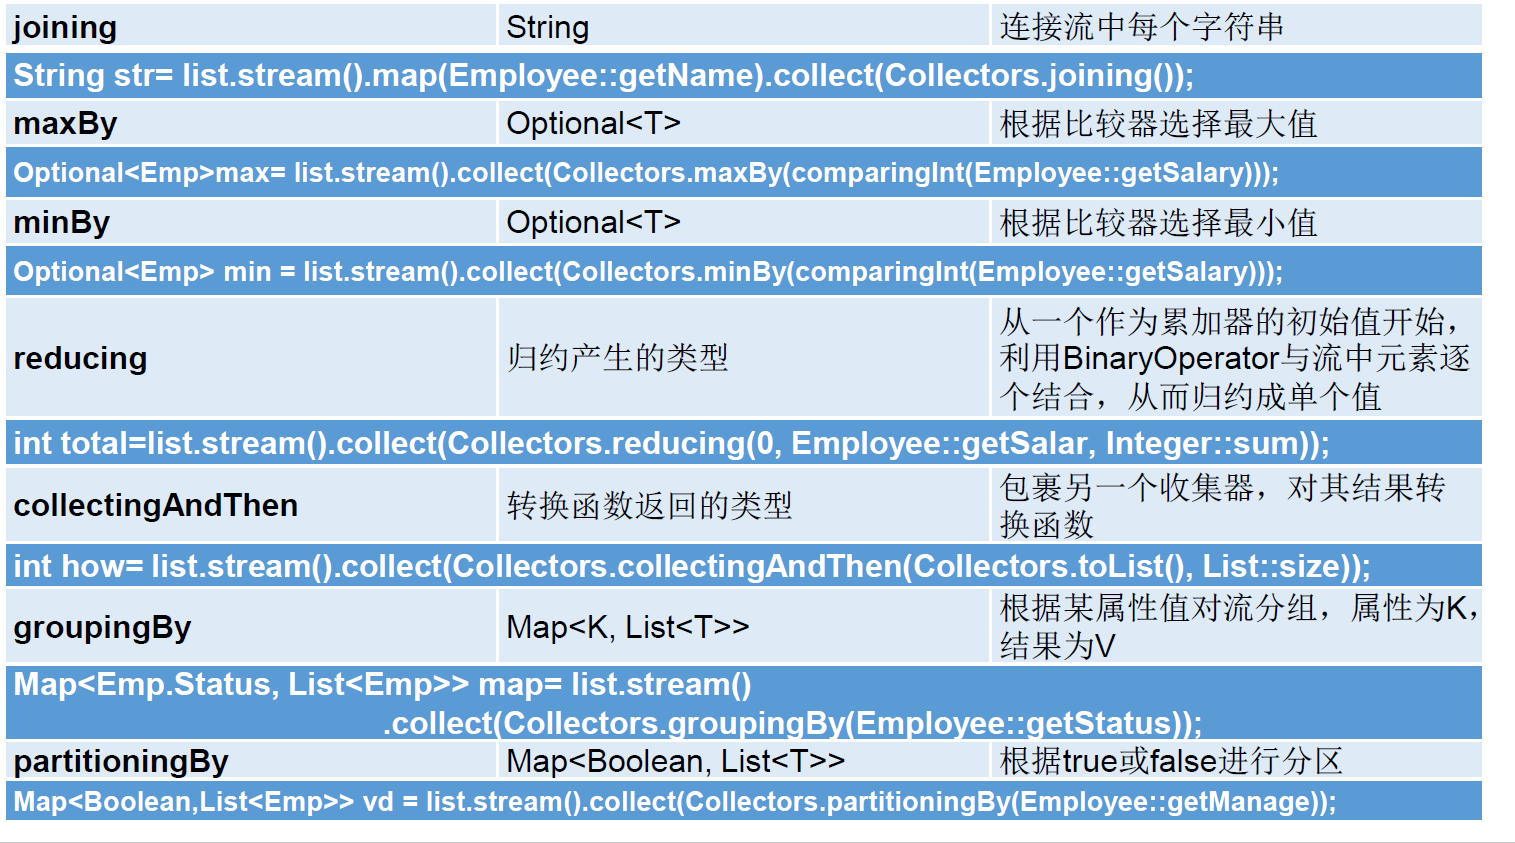 joining String 连接流中每个字符串
String str= list.stream().map(Employee::getName).collect(Collectors.joining());
maxBy Optional<T> 根据比较器选择最大值
Optional<Emp>max= list.stream().collect(Collectors.maxBy(comparingInt(Employee::getSalary)));
minBy Optional<T> 根据比较器选择最小值
Optional<Emp> min = list.stream().collect(Collectors.minBy(comparingInt(Employee::getSalary)));
reducing 归约产生的类型 从一个作为累加器的初始值开始，
利用BinaryOperator与流中元素逐
个结合，从而归约成单个值
int total=list.stream().collect(Collectors.reducing(0, Employee::getSalar, Integer::sum));
collectingAndThen 转换函数返回的类型 包裹另一个收集器，对其结果转
换函数
int how= list.stream().collect(Collectors.collectingAndThen(Collectors.toList(), List::size));
groupingBy Map<K, List<T>> 根据某属性值对流分组，属性为K，
结果为V
Map<Emp.Status, List<Emp>> map= list.stream()
.collect(Collectors.groupingBy(Employee::getStatus));
partitioningBy Map<Boolean, List<T>> 根据true或false进行分区
Map<Boolean,List<Emp>> vd = list.stream().collect(Collectors.partitioningBy(Employee::getManage));